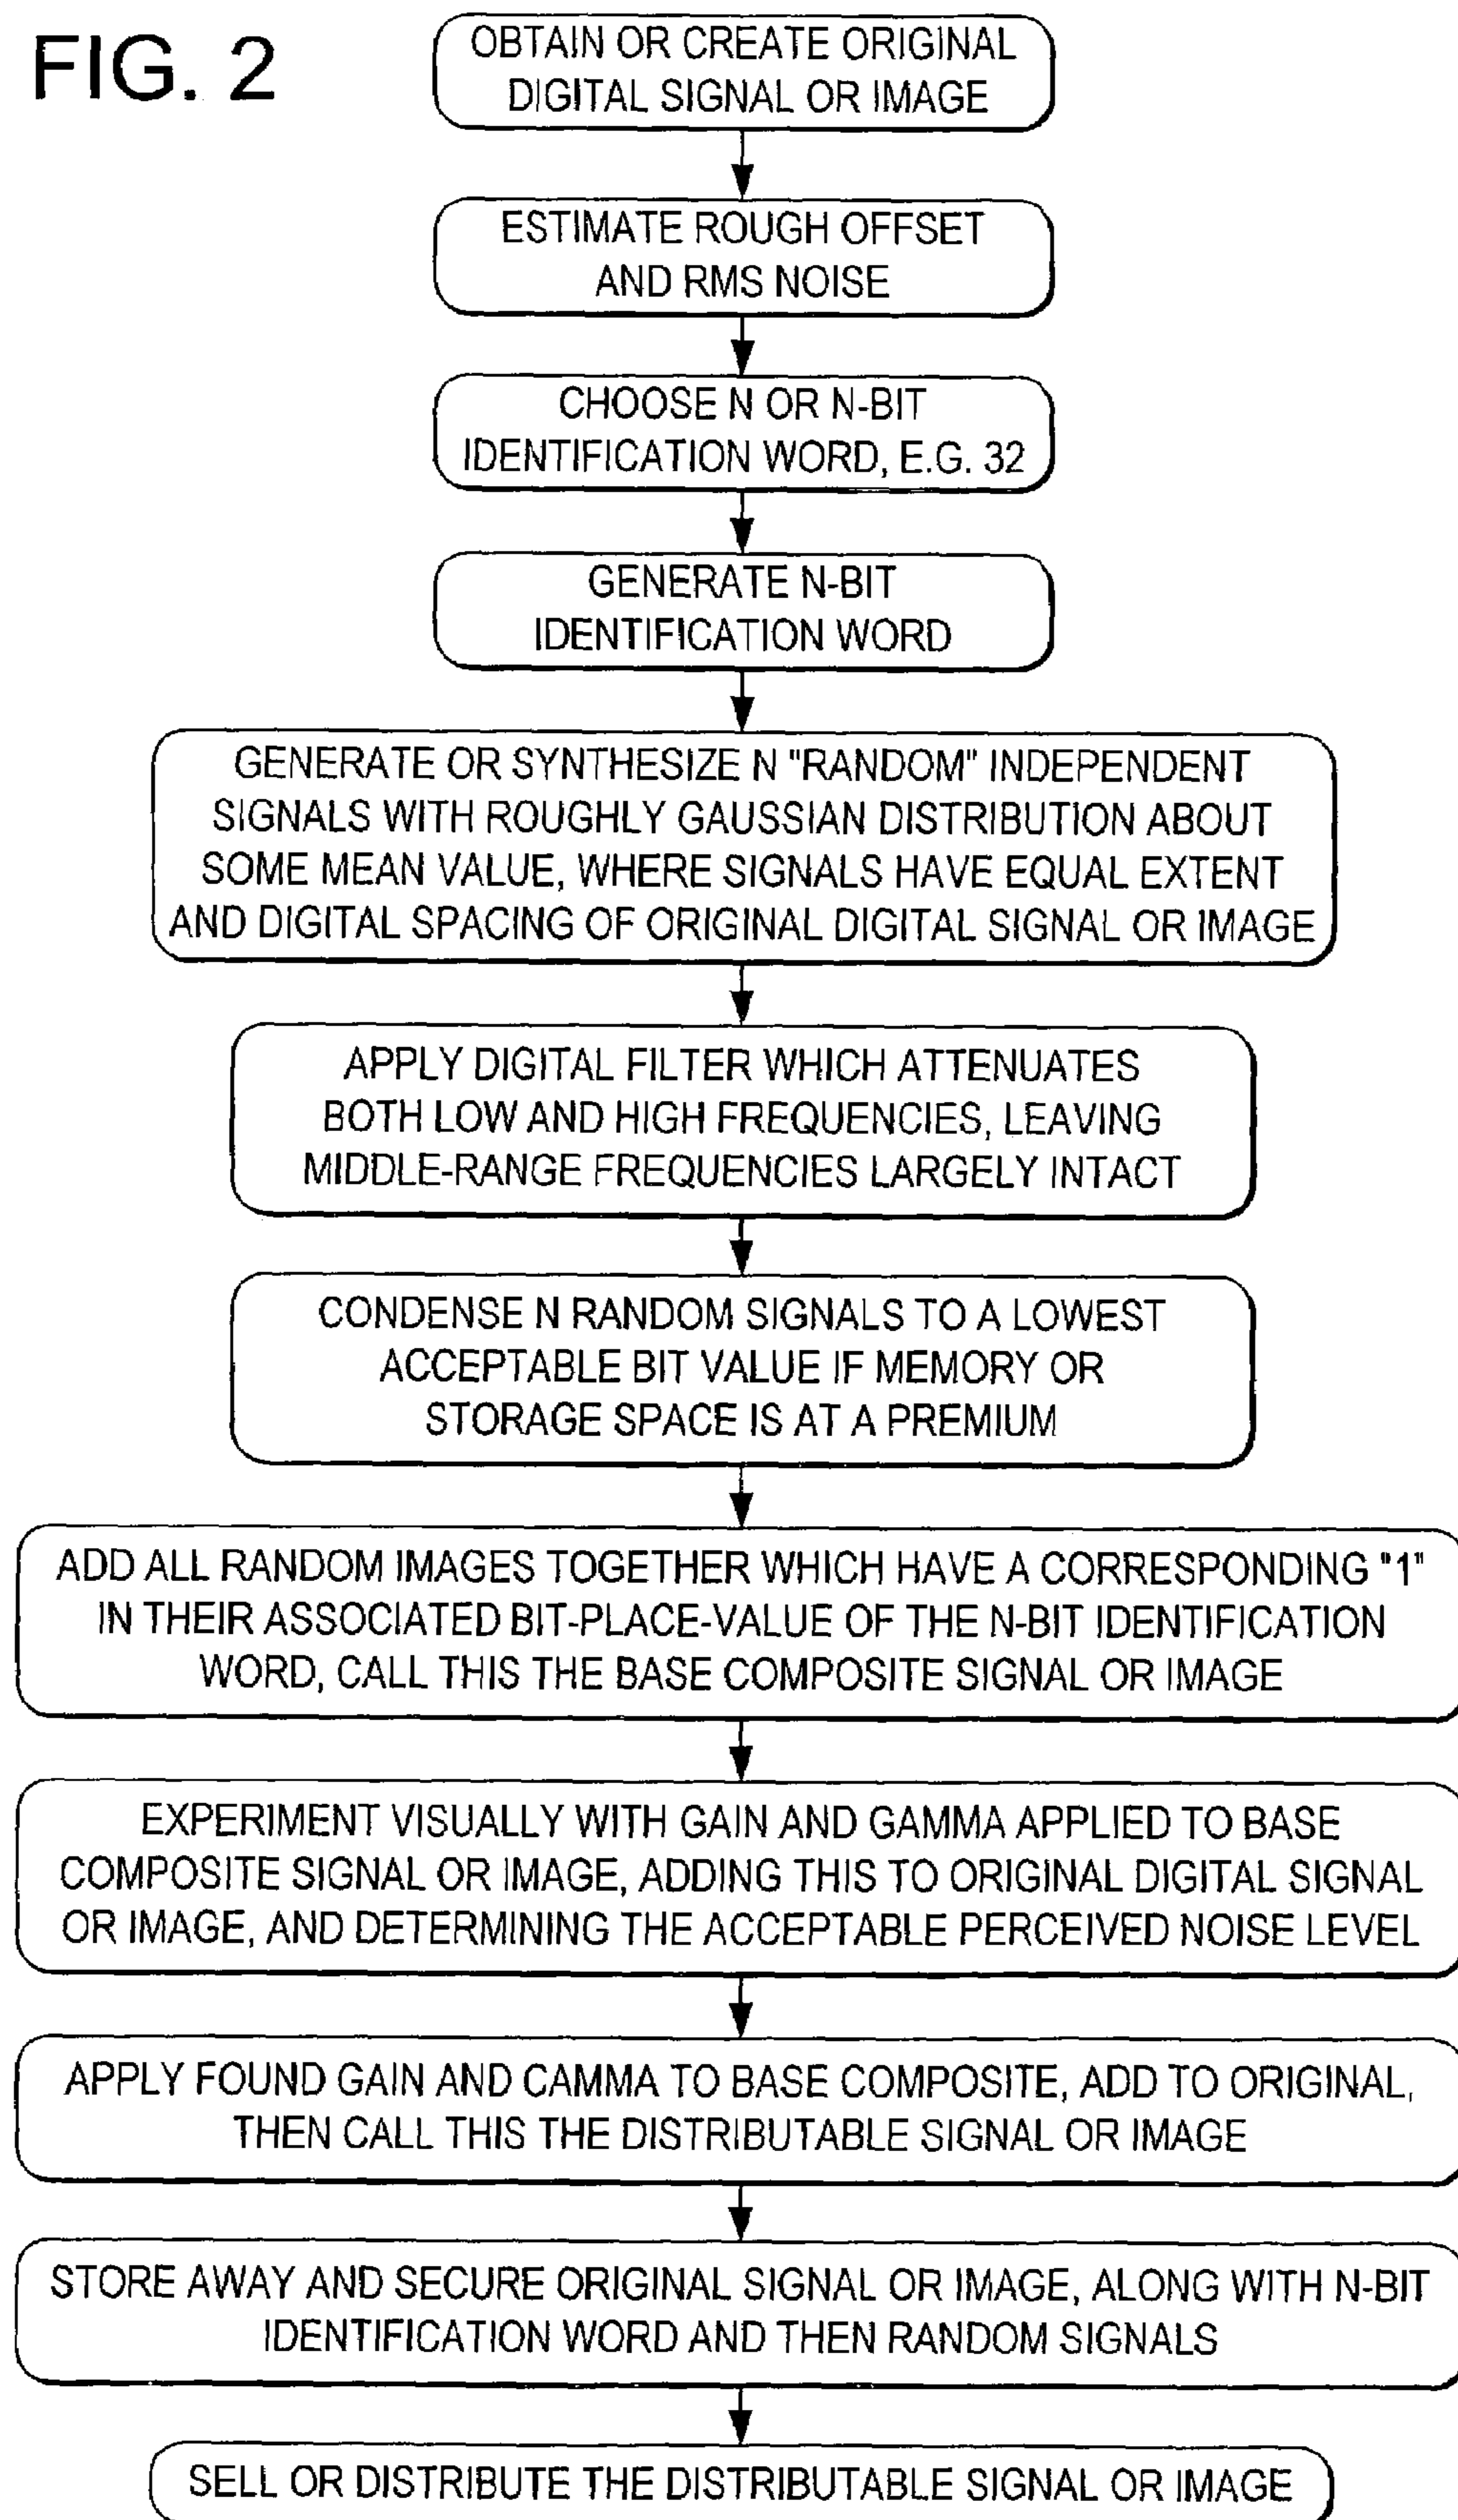 FIG. 2
OBTAIN OR CREATE ORIGINAL
DIGITAL SIGNAL OR IMAGE
ESTIMATE ROUGH OFFSET
AND RMS NOISE
CHOOSE N OR N-BIT
IDENTIFICATION WORD, E.G. 32
GENERATE N-BIT
IDENTIFICATION WORD
GENERATE OR SYNTHESIZE N "RANDOM" INDEPENDENT
SIGNALS WITH ROUGHLY GAUSSIAN DISTRIBUTION ABOUT
SOME MEAN VALUE, WHERE SIGNALS HAVE EQUAL EXTENT
AND DIGITAL SPACING OF ORIGINAL DIGITAL SIGNAL OR IMAGE
APPLY DIGITAL FILTER WHICH ATTENUATES
BOTH LOW AND HIGH FREQUENCIES, LEAVING
MIDDLE-RANGE FREQUENCIES LARGELY INTACT
CONDENSE N RANDOM SIGNALS TO A LOWEST
ACCEPTABLE BIT VALUE IF MEMORY OR
STORAGE SPACE IS AT A PREMIUM
ADD ALL RANDOM IMAGES TOGETHER WHICH HAVE A CORRESPONDING "1"
IN THEIR ASSOCIATED BIT-PLACE-VALUE OF THE N-BIT IDENTIFICATION
WORD, CALL THIS THE BASE COMPOSITE SIGNAL OR IMAGE
EXPERIMENT VISUALLY WITH GAIN AND GAMMA APPLIED TO BASE
COMPOSITE SIGNAL OR IMAGE, ADDING THIS TO ORIGINAL DIGITAL SIGNAL
OR IMAGE, AND DETERMINING THE ACCEPTABLE PERCEIVED NOISE LEVEL
APPLY FOUND GAIN AND CAMMA TO BASE COMPOSITE, ADD TO ORIGINAL,
THEN CALL THIS THE DISTRIBUTABLE SIGNAL OR IMAGE
STORE AWAY AND SECURE ORIGINAL SIGNAL OR IMAGE, ALONG WITH N-BIT
IDENTIFICATION WORD AND THEN RANDOM SIGNALS
SELL OR DISTRIBUTE THE DISTRIBUTABLE SIGNAL OR IMAGE